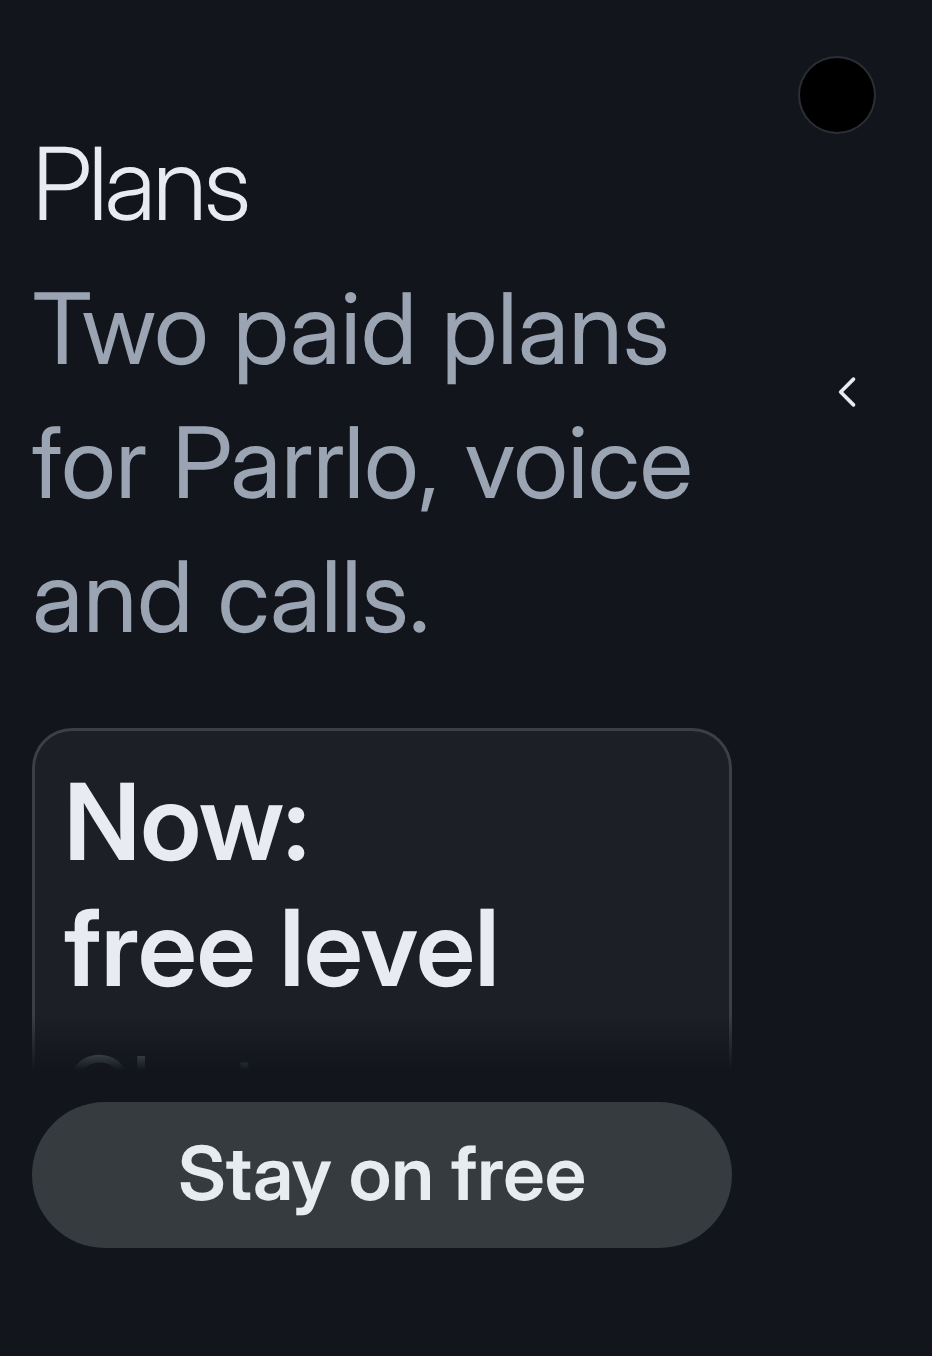 Plans
Two paid plans
for Parrlo, voice
and calls.
Now:
free level
Stay on free